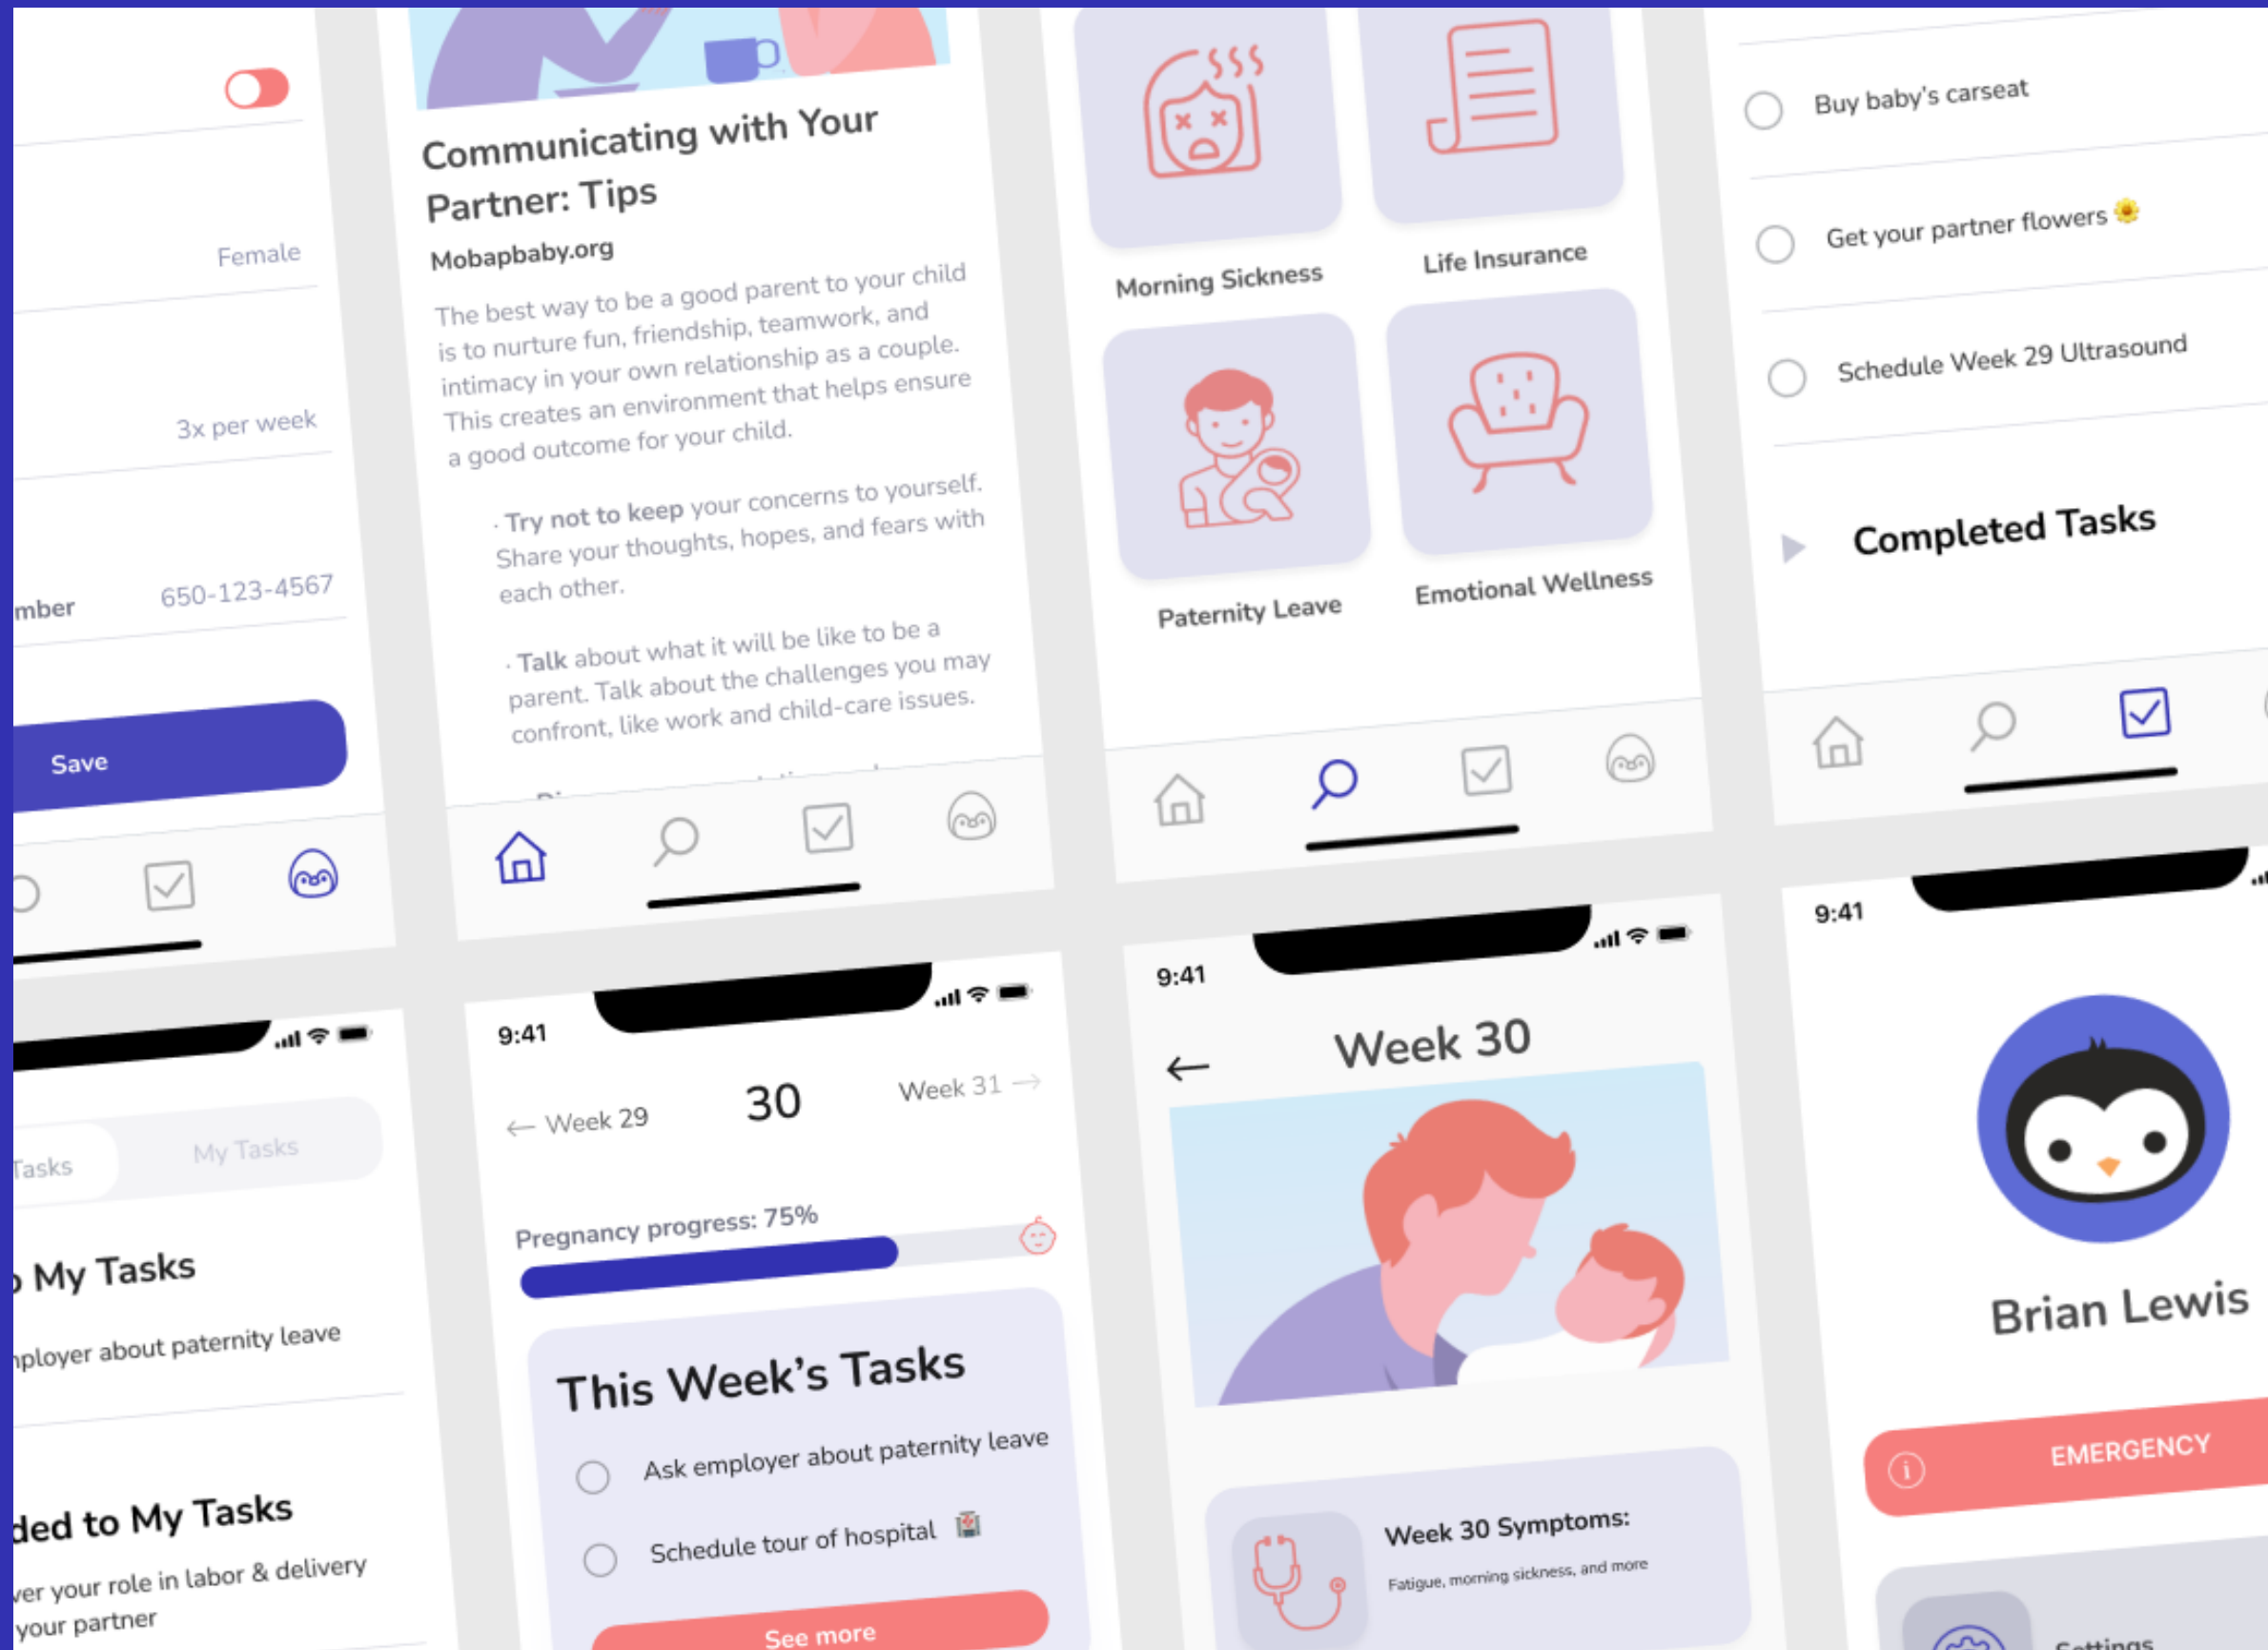 Female
3x per week
mber
650-123-4567
Save
Communicating with Your
Partner: Tips
Mobapbaby.org
The best way to be a good parent to your child
is to nurture fun, friendship, teamwork, and
intimacy in your own relationship as a couple.
This creates an environment that helps ensure
a good outcome for your child.
· Try not to keep your concerns to yourself.
Share your thoughts, hopes, and fears with
each other.
· Talk about what it will be like to be a
parent. Talk about the challenges you may
confront, like work and child-care issues.
Morning Sickness
Life Insurance
Paternity Leave
Emotional Wellness
Buy baby's carseat
Get your partner flowers 🌼
Schedule Week 29 Ultrasound
Completed Tasks
Tasks
My Tasks
My Tasks
ployer about paternity leave
ded to My Tasks
ver your role in labor & delivery
your partner
9:41
← Week 29
30
Week 31 →
Pregnancy progress: 75%
This Week's Tasks
Ask employer about paternity leave
Schedule tour of hospital 🏥
See more
9:41
Week 30
Week 30 Symptoms:
Fatigue, morning sickness, and more
9:41
Brian Lewis
EMERGENCY
Settings